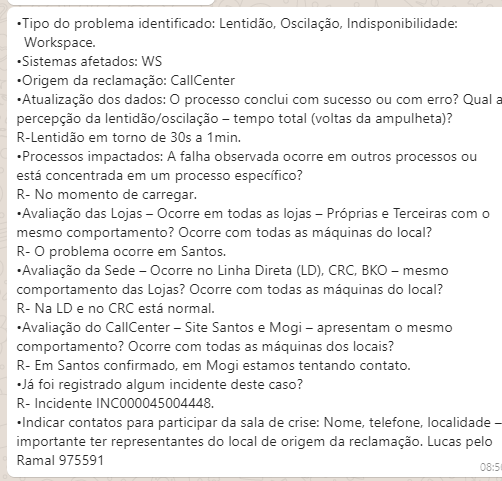 •Tipo do problema identificado: Lentidão, Oscilação, Indisponibilidade:
Workspace.
•Sistemas afetados: WS
•Origem da reclamação: CallCenter
•Atualização dos dados: O processo conclui com sucesso ou com erro? Qual a
percepção da lentidão/oscilação – tempo total (voltas da ampulheta)?
R-Lentidão em torno de 30s a 1min.
•Processos impactados: A falha observada ocorre em outros processos ou
está concentrada em um processo específico?
R- No momento de carregar.
•Avaliação das Lojas – Ocorre em todas as lojas – Próprias e Terceiras com o
mesmo comportamento? Ocorre com todas as máquinas do local?
R- O problema ocorre em Santos.
•Avaliação da Sede – Ocorre no Linha Direta (LD), CRC, BKO – mesmo
comportamento das Lojas? Ocorre com todas as máquinas do local?
R- Na LD e no CRC está normal.
•Avaliação do CallCenter – Site Santos e Mogi – apresentam o mesmo
comportamento? Ocorre com todas as máquinas dos locais?
R- Em Santos confirmado, em Mogi estamos tentando contato.
•Já foi registrado algum incidente deste caso?
R- Incidente INC000045004448.
•Indicar contatos para participar da sala de crise: Nome, telefone, localidade –
importante ter representantes do local de origem da reclamação. Lucas pelo
Ramal 975591